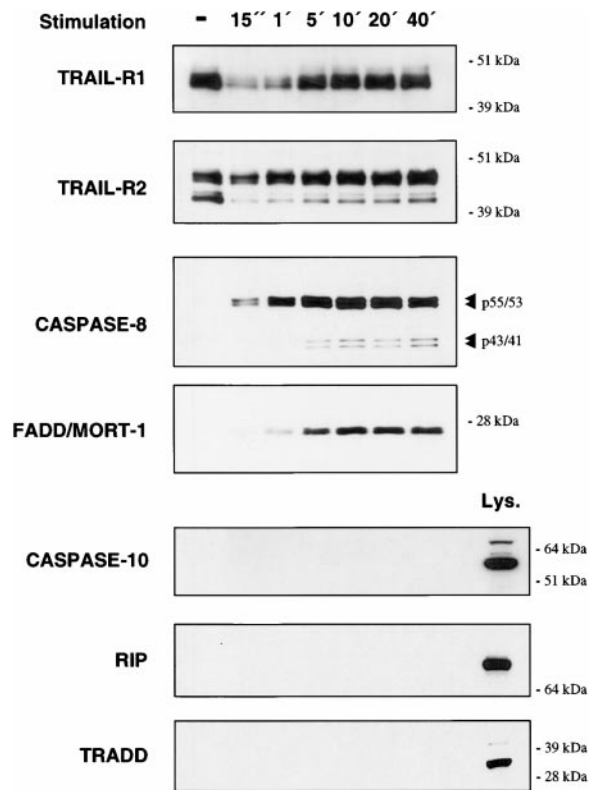 Stimulation - 15´´ 1´ 5´ 10´ 20´ 40´
TRAIL-R1
- 51 kDa
- 39 kDa
TRAIL-R2
- 51 kDa
- 39 kDa
CASPASE-8
p55/53
p43/41
FADD/MORT-1
- 28 kDa
Lys.
CASPASE-10
- 64 kDa
- 51 kDa
RIP
- 64 kDa
TRADD
- 39 kDa
- 28 kDa